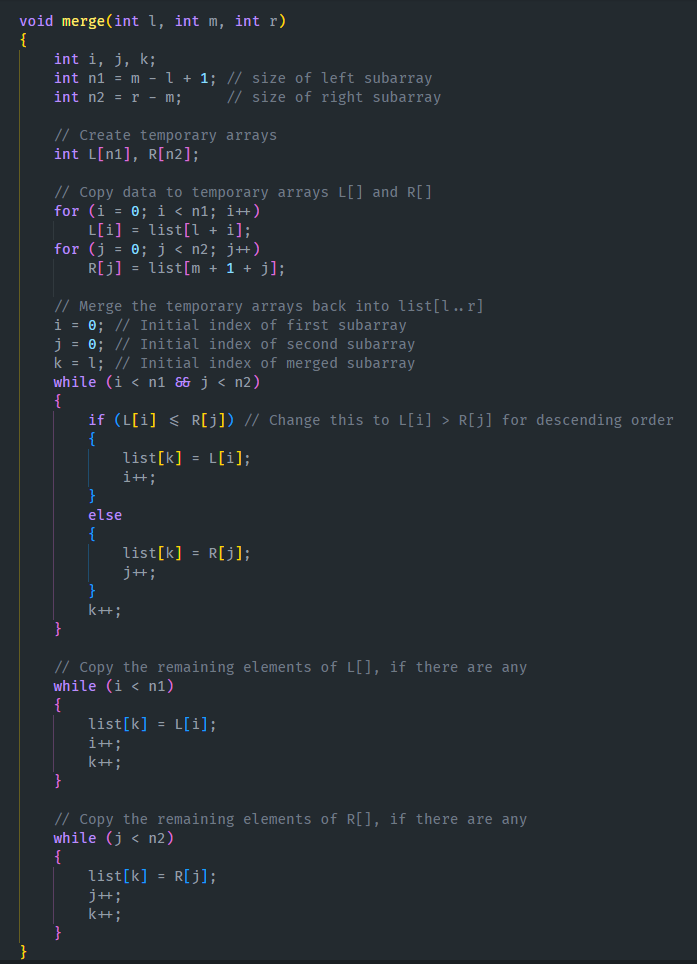 void merge(int l, int m, int r)
{
    int i, j, k;
    int n1 = m - l + 1; // size of left subarray
    int n2 = r - m;     // size of right subarray

    // Create temporary arrays
    int L[n1], R[n2];

    // Copy data to temporary arrays L[] and R[]
    for (i = 0; i < n1; i++)
        L[i] = list[l + i];
    for (j = 0; j < n2; j++)
        R[j] = list[m + 1 + j];

    // Merge the temporary arrays back into list[l..r]
    i = 0; // Initial index of first subarray
    j = 0; // Initial index of second subarray
    k = l; // Initial index of merged subarray
    while (i < n1 && j < n2)
    {
        if (L[i] <= R[j]) // Change this to L[i] > R[j] for descending order
        {
            list[k] = L[i];
            i++;
        }
        else
        {
            list[k] = R[j];
            j++;
        }
        k++;
    }

    // Copy the remaining elements of L[], if there are any
    while (i < n1)
    {
        list[k] = L[i];
        i++;
        k++;
    }

    // Copy the remaining elements of R[], if there are any
    while (j < n2)
    {
        list[k] = R[j];
        j++;
        k++;
    }
}